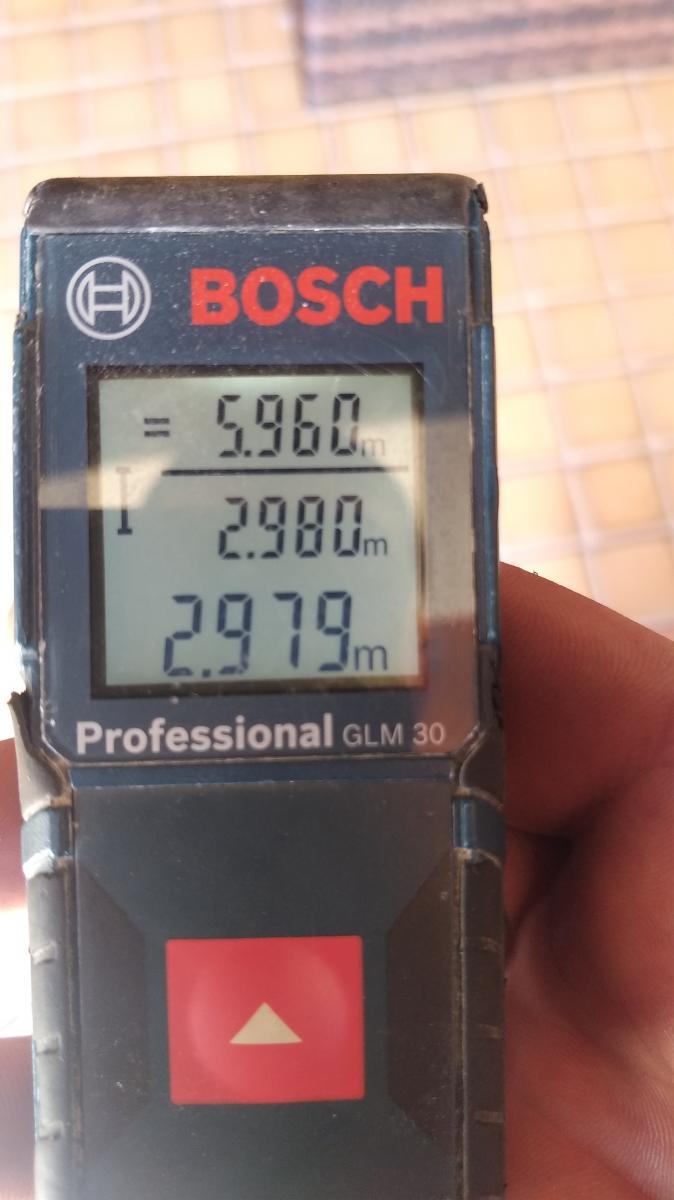 BOSCH
= 5.960m
2.980m
2.979m
Professional GLM 30